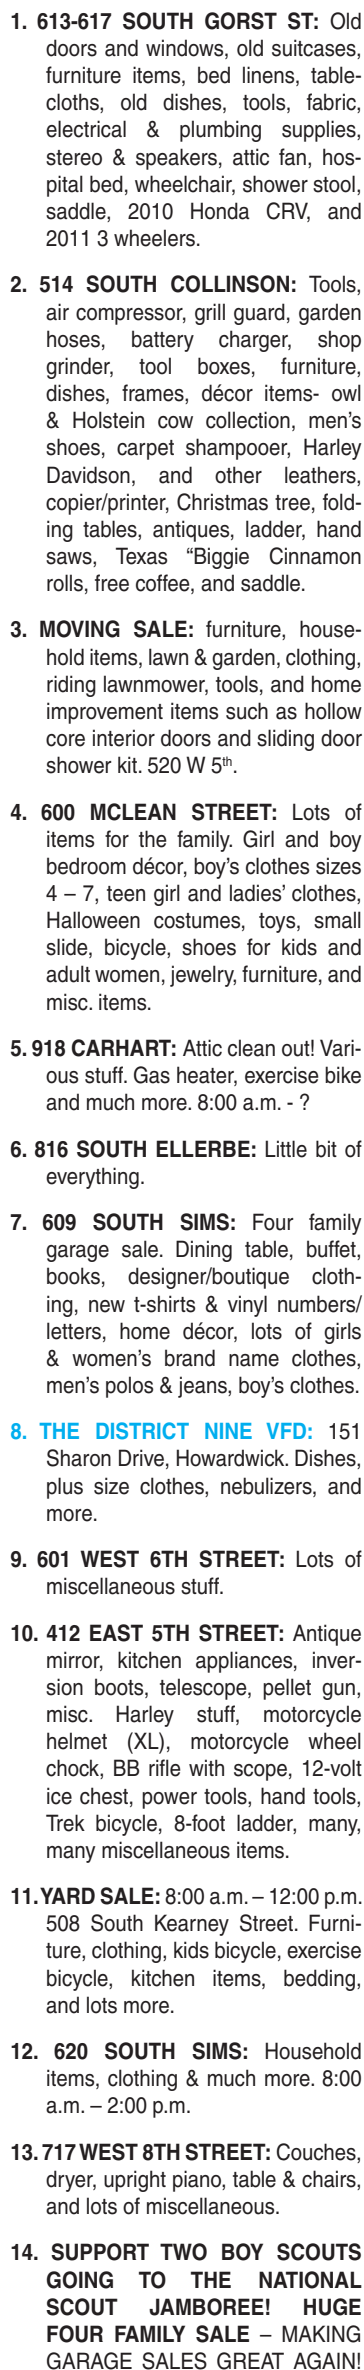 1. 613-617 SOUTH GORST ST: Old
doors and windows, old suitcases,
furniture items, bed linens, table-
cloths, old dishes, tools, fabric,
electrical & plumbing supplies,
stereo & speakers, attic fan, hos-
pital bed, wheelchair, shower stool,
saddle, 2010 Honda CRV, and
2011 3 wheelers.
2. 514 SOUTH COLLINSON: Tools,
air compressor, grill guard, garden
hoses, battery charger, shop
grinder, tool boxes, furniture,
dishes, frames, décor items- owl
& Holstein cow collection, men's
shoes, carpet shampooer, Harley
Davidson, and other leathers,
copier/printer, Christmas tree, fold-
ing tables, antiques, ladder, hand
saws, Texas “Biggie Cinnamon
rolls, free coffee, and saddle.
3. MOVING SALE: furniture, house-
hold items, lawn & garden, clothing,
riding lawnmower, tools, and home
improvement items such as hollow
core interior doors and sliding door
shower kit. 520 W 5th.
4. 600 MCLEAN STREET: Lots of
items for the family. Girl and boy
bedroom décor, boy's clothes sizes
4 – 7, teen girl and ladies' clothes,
Halloween costumes, toys, small
slide, bicycle, shoes for kids and
adult women, jewelry, furniture, and
misc. items.
5. 918 CARHART: Attic clean out! Vari-
ous stuff. Gas heater, exercise bike
and much more. 8:00 a.m. - ?
6. 816 SOUTH ELLERBE: Little bit of
everything.
7. 609 SOUTH SIMS: Four family
garage sale. Dining table, buffet,
books, designer/boutique cloth-
ing, new t-shirts & vinyl numbers/
letters, home décor, lots of girls
& women's brand name clothes,
men's polos & jeans, boy's clothes.
8. THE DISTRICT NINE VFD: 151
Sharon Drive, Howardwick. Dishes,
plus size clothes, nebulizers, and
more.
9. 601 WEST 6TH STREET: Lots of
miscellaneous stuff.
10. 412 EAST 5TH STREET: Antique
mirror, kitchen appliances, inver-
sion boots, telescope, pellet gun,
misc. Harley stuff, motorcycle
helmet (XL), motorcycle wheel
chock, BB rifle with scope, 12-volt
ice chest, power tools, hand tools,
Trek bicycle, 8-foot ladder, many,
many miscellaneous items.
11. YARD SALE: 8:00 a.m. – 12:00 p.m.
508 South Kearney Street. Furni-
ture, clothing, kids bicycle, exercise
bicycle, kitchen items, bedding,
and lots more.
12. 620 SOUTH SIMS: Household
items, clothing & much more. 8:00
a.m. – 2:00 p.m.
13. 717 WEST 8TH STREET: Couches,
dryer, upright piano, table & chairs,
and lots of miscellaneous.
14. SUPPORT TWO BOY SCOUTS
GOING TO THE NATIONAL
SCOUT JAMBOREE! HUGE
FOUR FAMILY SALE – MAKING
GARAGE SALES GREAT AGAIN!